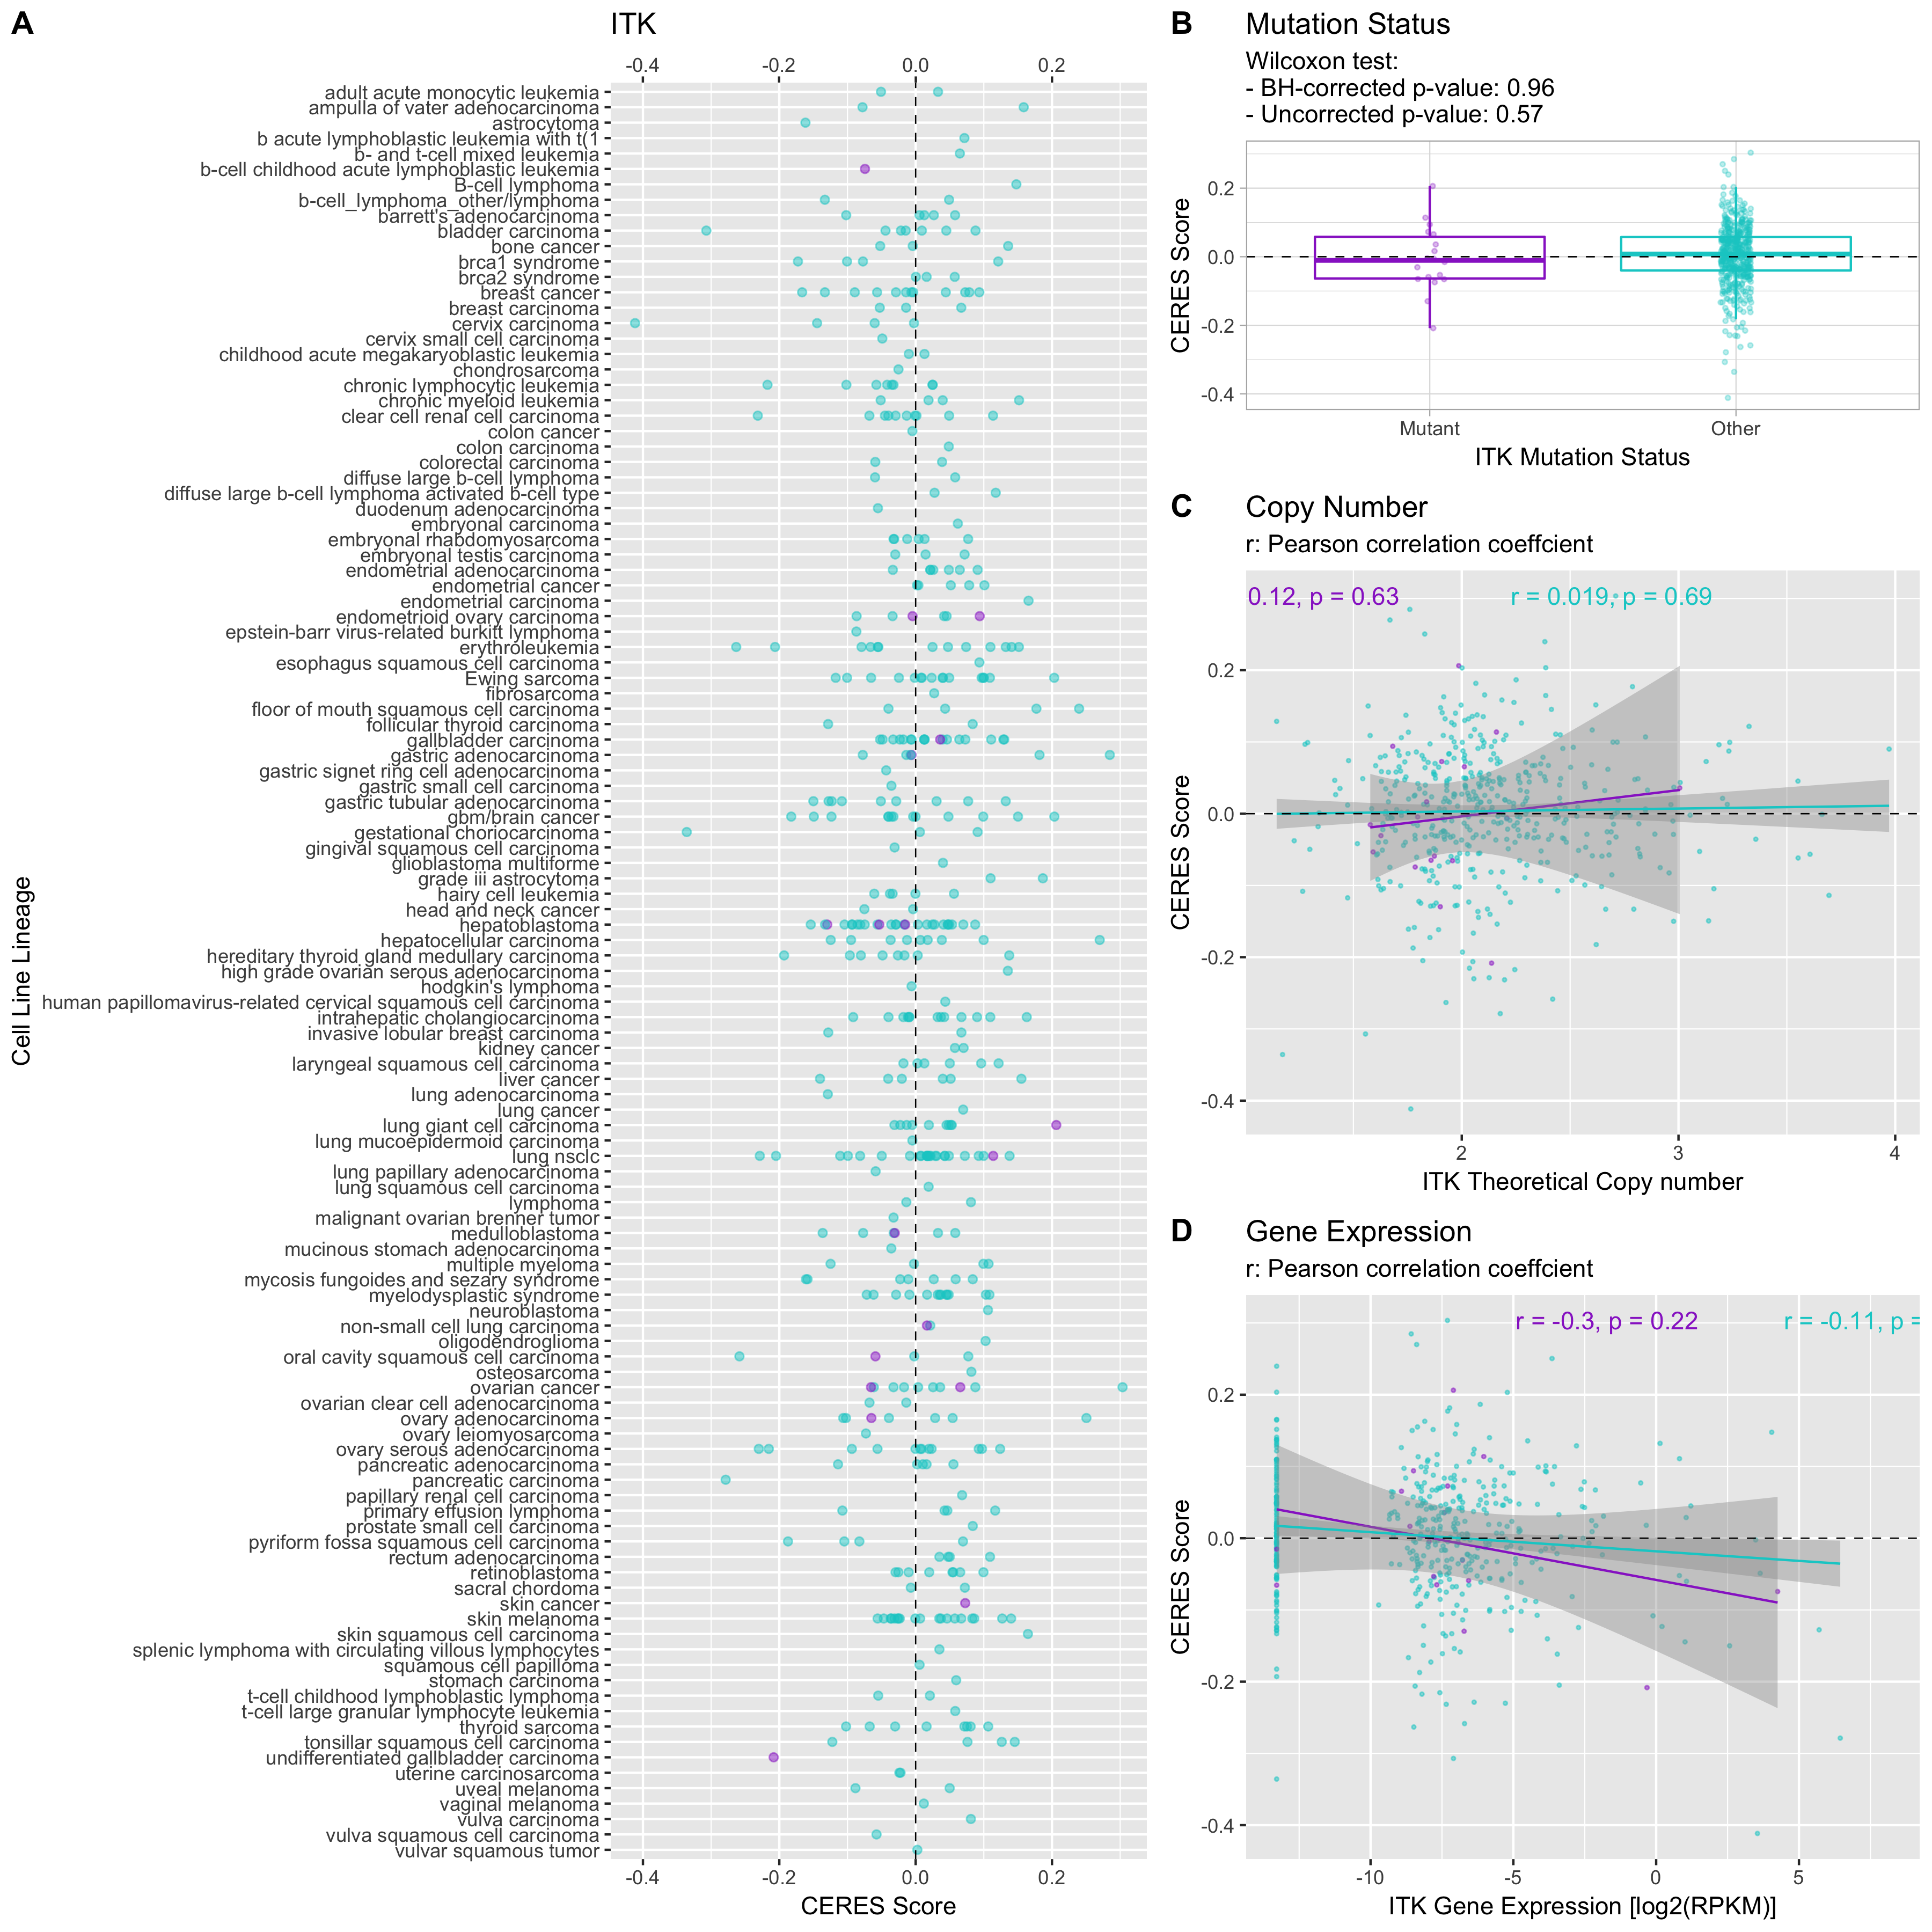 A
ITK
-0.4 -0.2 0.0 0.2
Cell Line Lineage
adult acute monocytic leukemia
ampulla of vater adenocarcinoma
astrocytoma
b acute lymphoblastic leukemia with t(1
b- and t-cell mixed leukemia
b-cell childhood acute lymphoblastic leukemia
B-cell lymphoma
b-cell_lymphoma_other/lymphoma
barrett's adenocarcinoma
bladder carcinoma
bone cancer
brca1 syndrome
brca2 syndrome
breast cancer
breast carcinoma
cervix carcinoma
cervix small cell carcinoma
childhood acute megakaryoblastic leukemia
chondrosarcoma
chronic lymphocytic leukemia
chronic myeloid leukemia
clear cell renal cell carcinoma
colon cancer
colon carcinoma
colorectal carcinoma
diffuse large b-cell lymphoma
diffuse large b-cell lymphoma activated b-cell type
duodenum adenocarcinoma
embryonal carcinoma
embryonal rhabdomyosarcoma
embryonal testis carcinoma
endometrial adenocarcinoma
endometrial cancer
endometrial carcinoma
endometrioid ovary carcinoma
epstein-barr virus-related burkitt lymphoma
erythroleukemia
esophagus squamous cell carcinoma
Ewing sarcoma
fibrosarcoma
floor of mouth squamous cell carcinoma
follicular thyroid carcinoma
gallbladder carcinoma
gastric adenocarcinoma
gastric signet ring cell adenocarcinoma
gastric small cell carcinoma
gastric tubular adenocarcinoma
gbm/brain cancer
gestational choriocarcinoma
gingival squamous cell carcinoma
glioblastoma multiforme
grade iii astrocytoma
hairy cell leukemia
head and neck cancer
hepatoblastoma
hepatocellular carcinoma
hereditary thyroid gland medullary carcinoma
high grade ovarian serous adenocarcinoma
hodgkin's lymphoma
human papillomavirus-related cervical squamous cell carcinoma
intrahepatic cholangiocarcinoma
invasive lobular breast carcinoma
kidney cancer
laryngeal squamous cell carcinoma
liver cancer
lung adenocarcinoma
lung cancer
lung giant cell carcinoma
lung mucoepidermoid carcinoma
lung nsclc
lung papillary adenocarcinoma
lung squamous cell carcinoma
lymphoma
malignant ovarian brenner tumor
medulloblastoma
mucinous stomach adenocarcinoma
multiple myeloma
mycosis fungoides and sezary syndrome
myelodysplastic syndrome
neuroblastoma
non-small cell lung carcinoma
oligodendroglioma
oral cavity squamous cell carcinoma
osteosarcoma
ovarian cancer
ovarian clear cell adenocarcinoma
ovary adenocarcinoma
ovary leiomyosarcoma
ovary serous adenocarcinoma
pancreatic adenocarcinoma
pancreatic carcinoma
papillary renal cell carcinoma
primary effusion lymphoma
prostate small cell carcinoma
pyriform fossa squamous cell carcinoma
rectum adenocarcinoma
retinoblastoma
sacral chordoma
skin cancer
skin melanoma
skin squamous cell carcinoma
splenic lymphoma with circulating villous lymphocytes
squamous cell papilloma
stomach carcinoma
t-cell childhood lymphoblastic lymphoma
t-cell large granular lymphocyte leukemia
thyroid sarcoma
tonsillar squamous cell carcinoma
undifferentiated gallbladder carcinoma
uterine carcinosarcoma
uveal melanoma
vaginal melanoma
vulva carcinoma
vulva squamous cell carcinoma
vulvar squamous tumor
-0.4 -0.2 0.0 0.2
CERES Score
B
Mutation Status
Wilcoxon test:
- BH-corrected p-value: 0.96
- Uncorrected p-value: 0.57
CERES Score
0.2
0.0
-0.2
-0.4
Mutant Other
ITK Mutation Status
C
Copy Number
r: Pearson correlation coeffcient
0.12, p = 0.63 r = 0.019, p = 0.69
CERES Score
0.2
0.0
-0.2
-0.4
2 3 4
ITK Theoretical Copy number
D
Gene Expression
r: Pearson correlation coeffcient
r = -0.3, p = 0.22 r = -0.11, p =
CERES Score
0.2
0.0
-0.2
-0.4
-10 -5 0 5
ITK Gene Expression [log2(RPKM)]